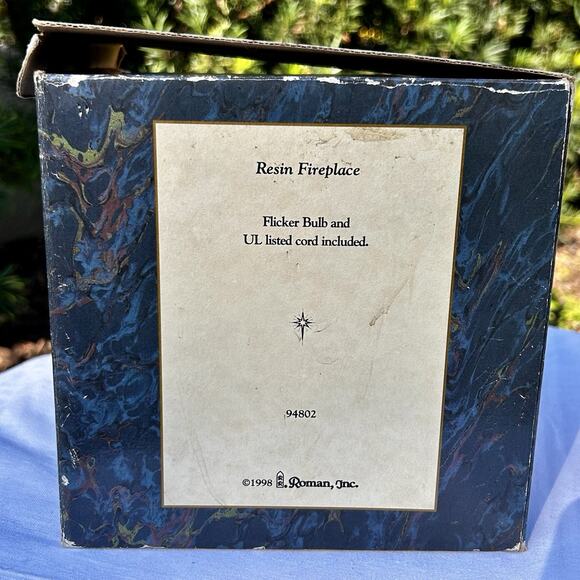 Resin Fireplace
Flicker Bulb and
UL listed cord included.
94802
©1998 Roman, Inc.